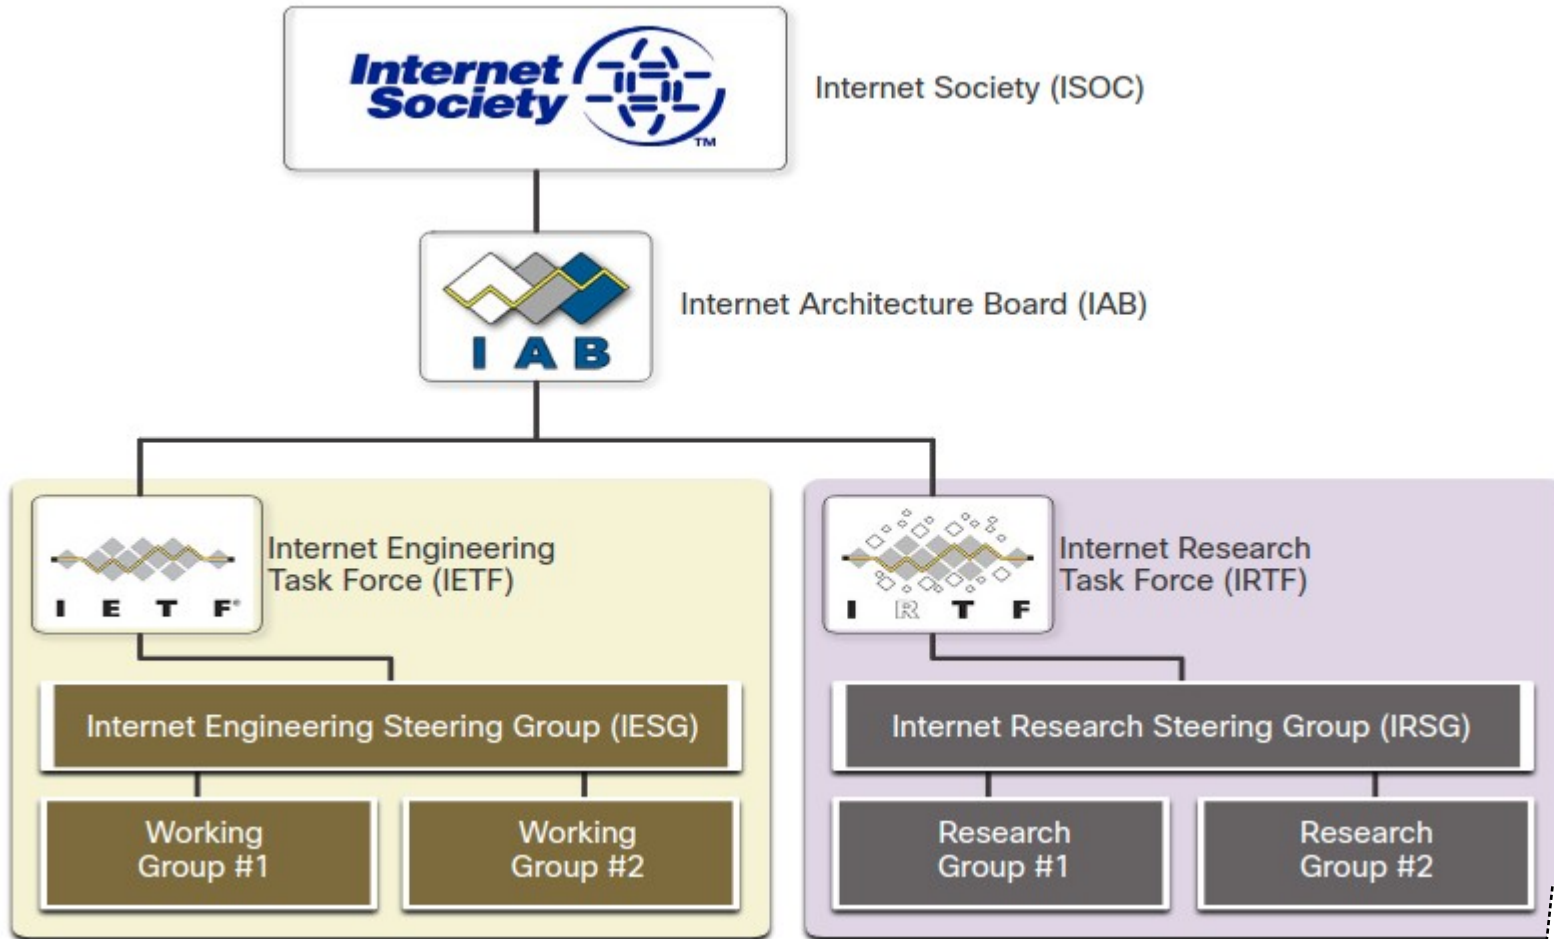 Internet
Society
TM
Internet Society (ISOC)
I A B
Internet Architecture Board (IAB)
I E T F®
Internet Engineering
Task Force (IETF)
I R T F
Internet Research
Task Force (IRTF)
Internet Engineering Steering Group (IESG)
Working
Group #1
Working
Group #2
Internet Research Steering Group (IRSG)
Research
Group #1
Research
Group #2